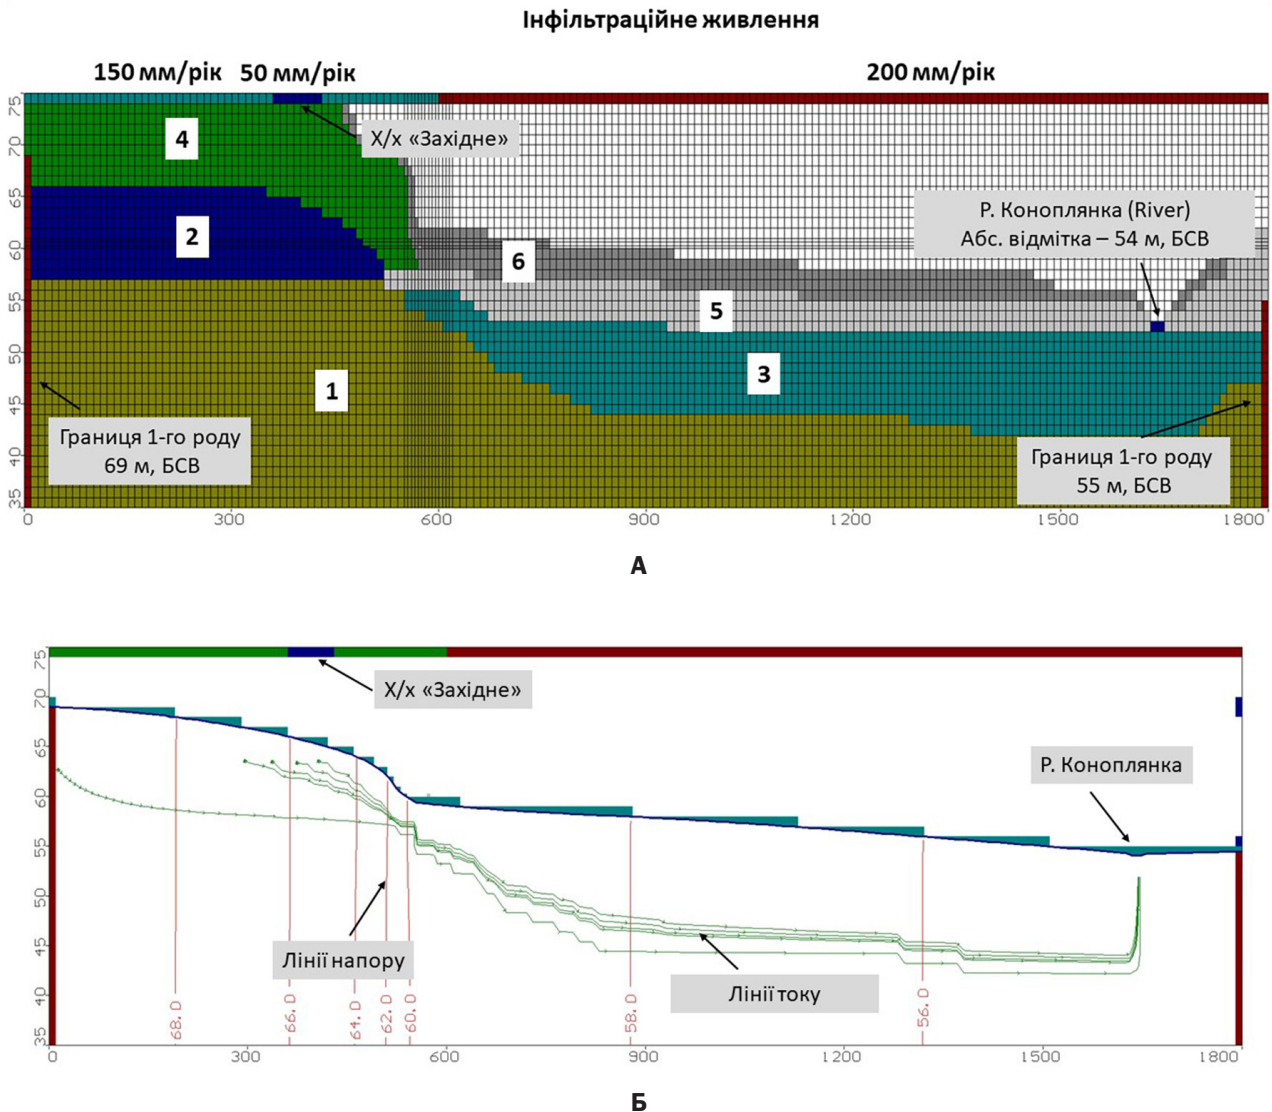 Інфільтраційне живлення
150 мм/рік 50 мм/рік 200 мм/рік
75
70
65
60
55
50
45
40
35
4
Х/х «Західне»
2
Р. Коноплянка (River)
Абс. відмітка – 54 м, БСВ
6
5
3
1
Границя 1-го роду
69 м, БСВ
Границя 1-го роду
55 м, БСВ
0 300 600 900 1200 1500 1800
А
75
70
65
60
55
50
45
40
35
Х/х «Західне»
Р. Коноплянка
Лінії напору
Лінії току
68.0 66.0 64.0 62.0 60.0 58.0 56.0
0 300 600 900 1200 1500 1800
Б